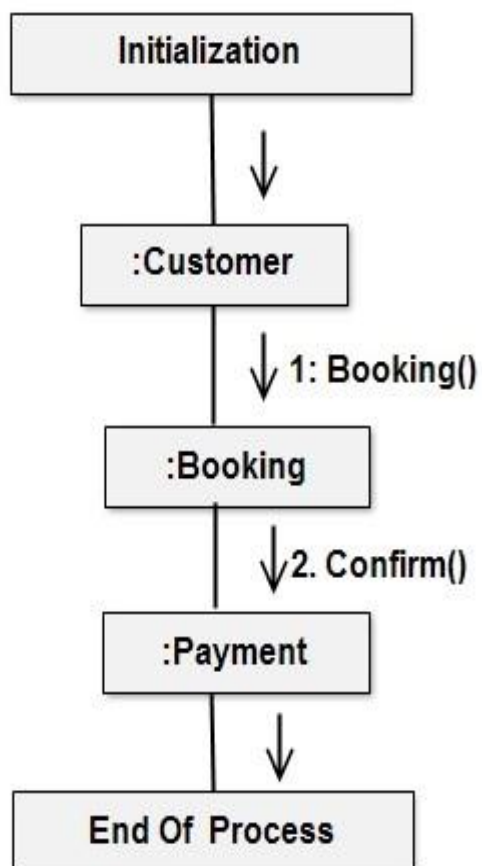 Initialization
:Customer
1: Booking()
:Booking
2. Confirm()
:Payment
End Of Process